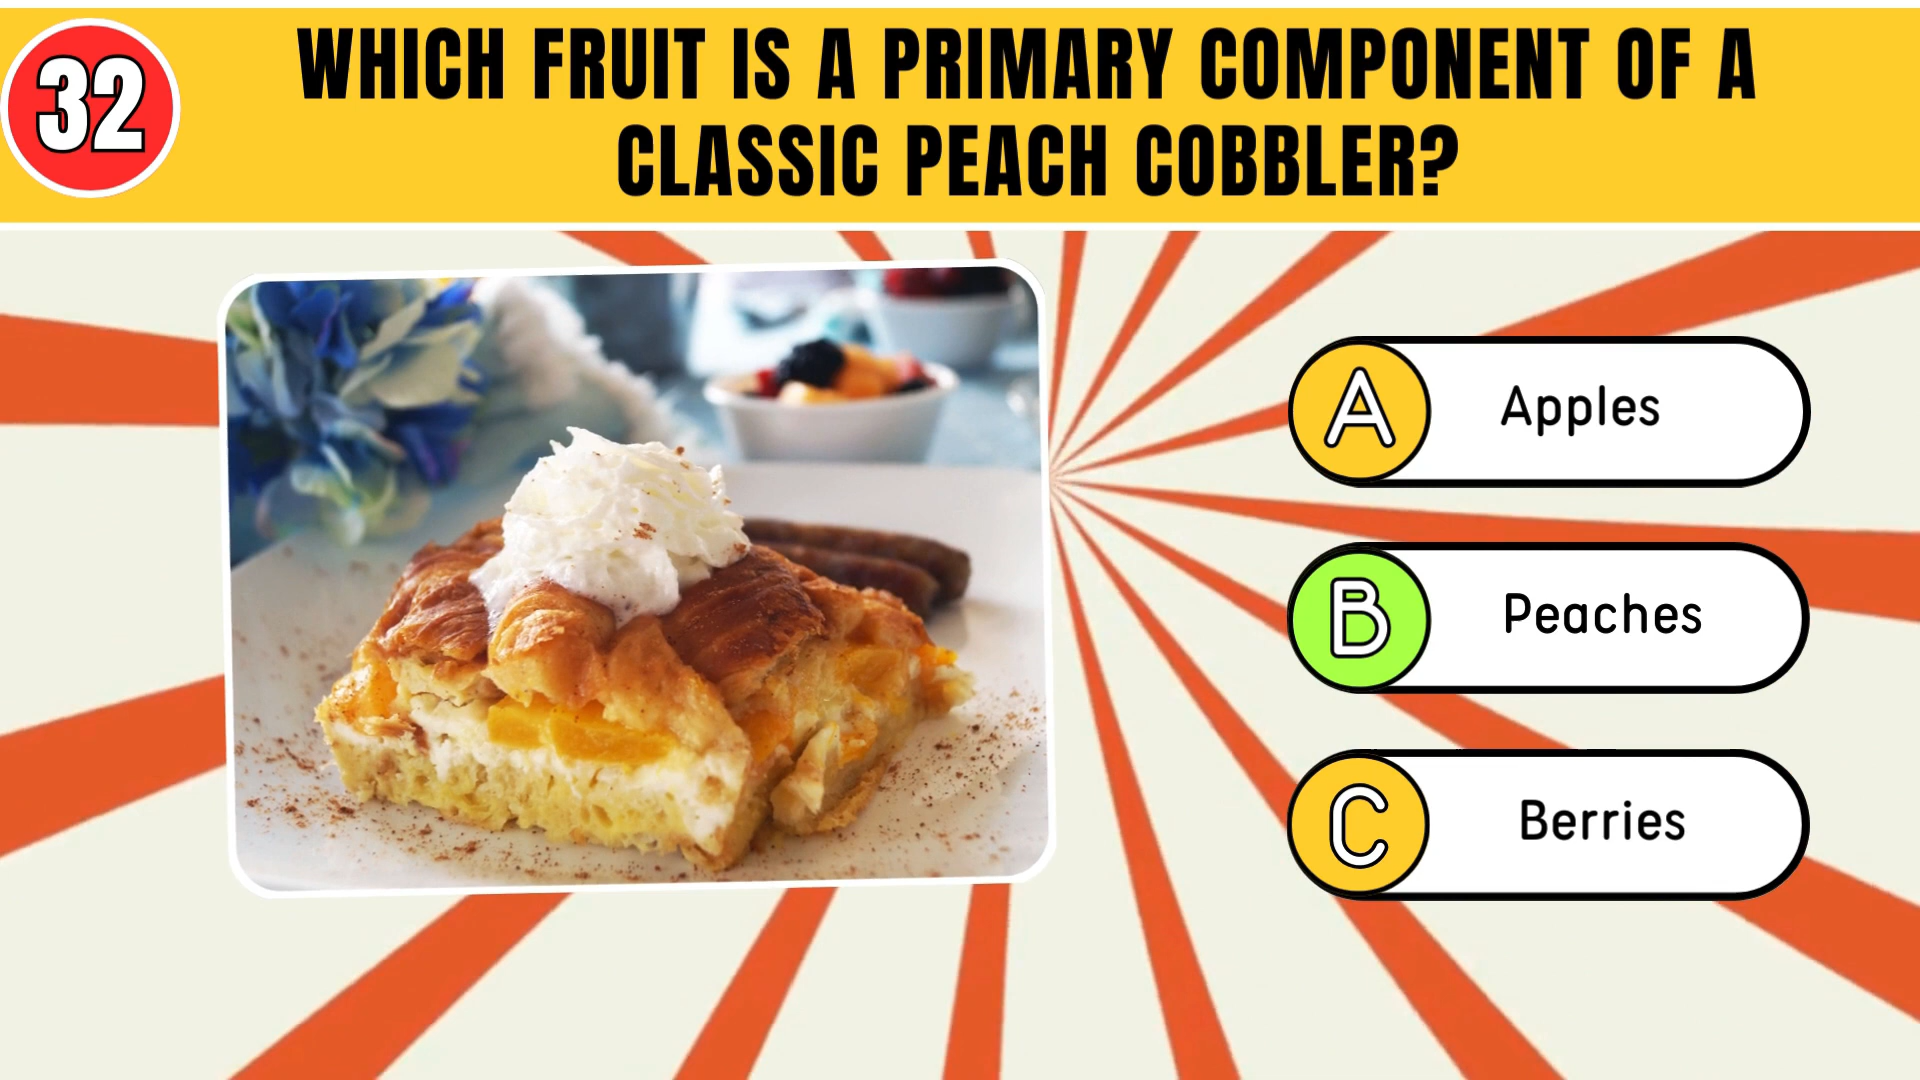 32
WHICH FRUIT IS A PRIMARY COMPONENT OF A
CLASSIC PEACH COBBLER?
A Apples
B Peaches
C Berries